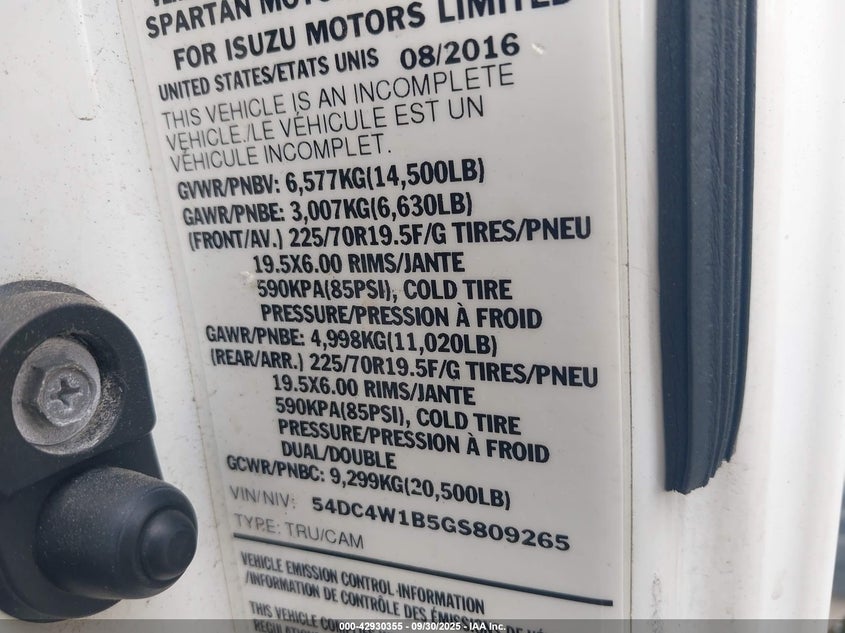 SPARTAN
FOR ISUZU MOTORS LIMITED
UNITED STATES/ETATS UNIS 08/2016
THIS VEHICLE IS AN INCOMPLETE
VEHICLE./LE VÉHICULE EST UN
VÉHICULE INCOMPLET.
GVWR/PNBV: 6,577KG(14,500LB)
GAWR/PNBE: 3,007KG(6,630LB)
(FRONT/AV.) 225/70R19.5F/G TIRES/PNEU
19.5X6.00 RIMS/JANTE
590KPA(85PSI), COLD TIRE
PRESSURE/PRESSION À FROID
GAWR/PNBE: 4,998KG(11,020LB)
(REAR/ARR.) 225/70R19.5F/G TIRES/PNEU
19.5X6.00 RIMS/JANTE
590KPA(85PSI), COLD TIRE
PRESSURE/PRESSION À FROID
DUAL/DOUBLE
GCWR/PNBC: 9,299KG(20,500LB)
VIN/NIV: 54DC4W1B5GS809265
TYPE: TRU/CAM
VEHICLE EMISSION CONTROL INFORMATION
/INFORMATION DE CONTRÔLE DES ÉMISSIONS DE
THIS VEHICLE
000-42930355 — 09/30/2025 — IAA Inc.